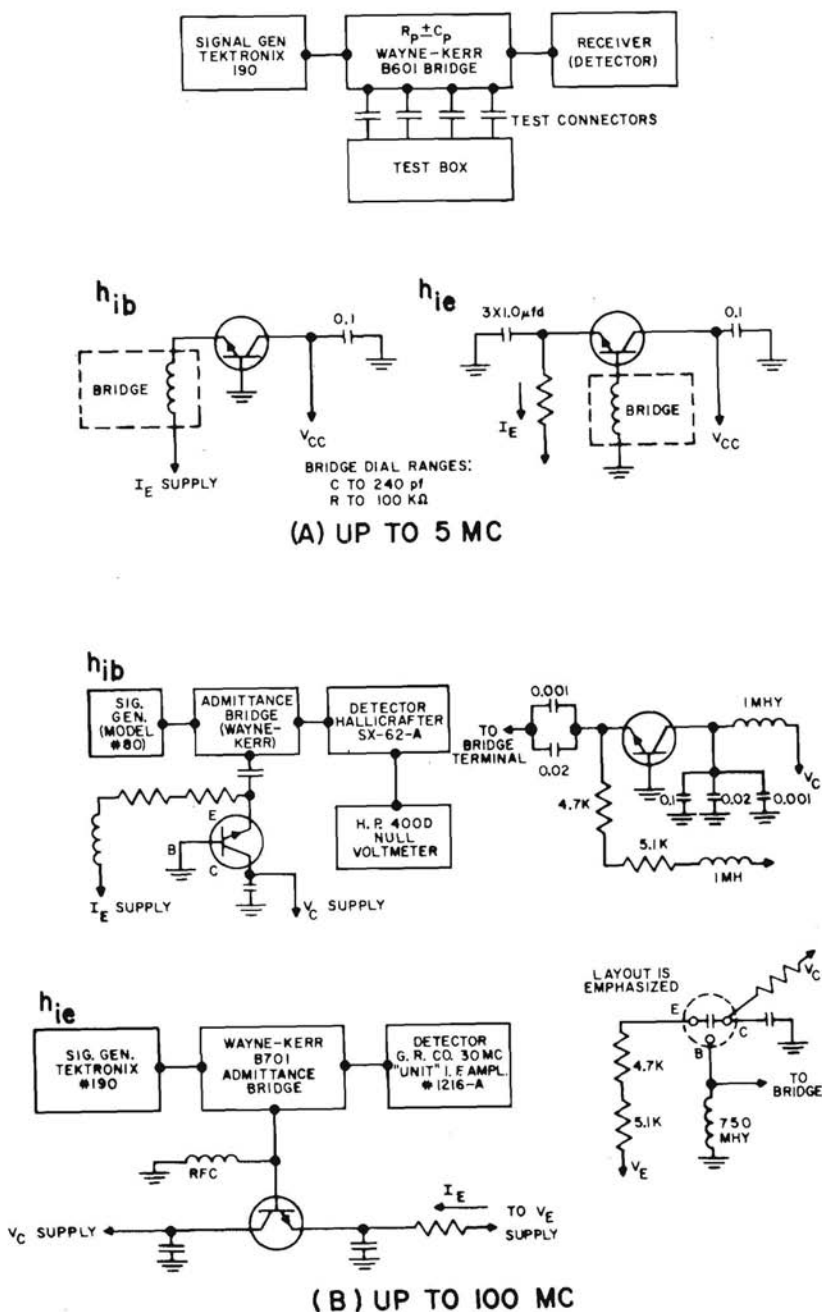 SIGNAL GEN
TEKTRONIX
190
Rp±Cp
WAYNE-KERR
B601 BRIDGE
RECEIVER
(DETECTOR)
TEST CONNECTORS
TEST BOX
hib
BRIDGE
IE SUPPLY
0.1
VCC
hie
3X1.0µfd
IE
BRIDGE
0.1
VCC
BRIDGE DIAL RANGES:
C TO 240 pf
R TO 100 KΩ
(A) UP TO 5 MC
hib
SIG.
GEN.
(MODEL
#80)
ADMITTANCE
BRIDGE
(WAYNE-
KERR)
DETECTOR
HALLICRAFTER
SX-62-A
H.P. 400D
NULL
VOLTMETER
E
B
C
IE SUPPLY
VC SUPPLY
TO
BRIDGE
TERMINAL
0.001
0.02
1MHY
VC
0.1
0.02
0.001
4.7K
5.1K
1MH
hie
SIG. GEN.
TEKTRONIX
#190
WAYNE-KERR
B701
ADMITTANCE
BRIDGE
DETECTOR
G. R. CO. 30 MC
"UNIT" I. F. AMPL.
# 1216-A
RFC
VC SUPPLY
IE
TO VE
SUPPLY
LAYOUT IS
EMPHASIZED
VC
E
C
B
4.7K
5.1K
VE
TO
BRIDGE
750
MHY
(B) UP TO 100 MC